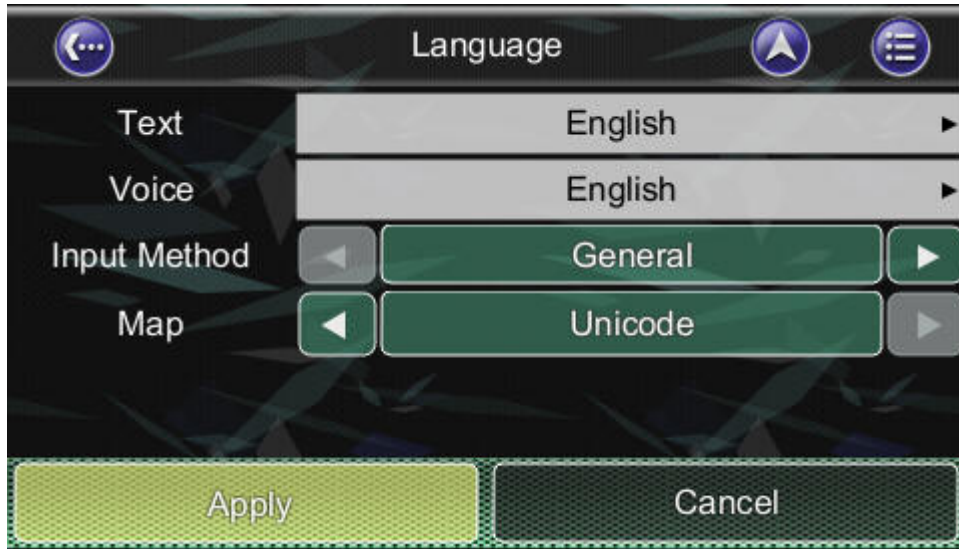 Language
Text English
Voice English
Input Method General
Map Unicode
Apply Cancel